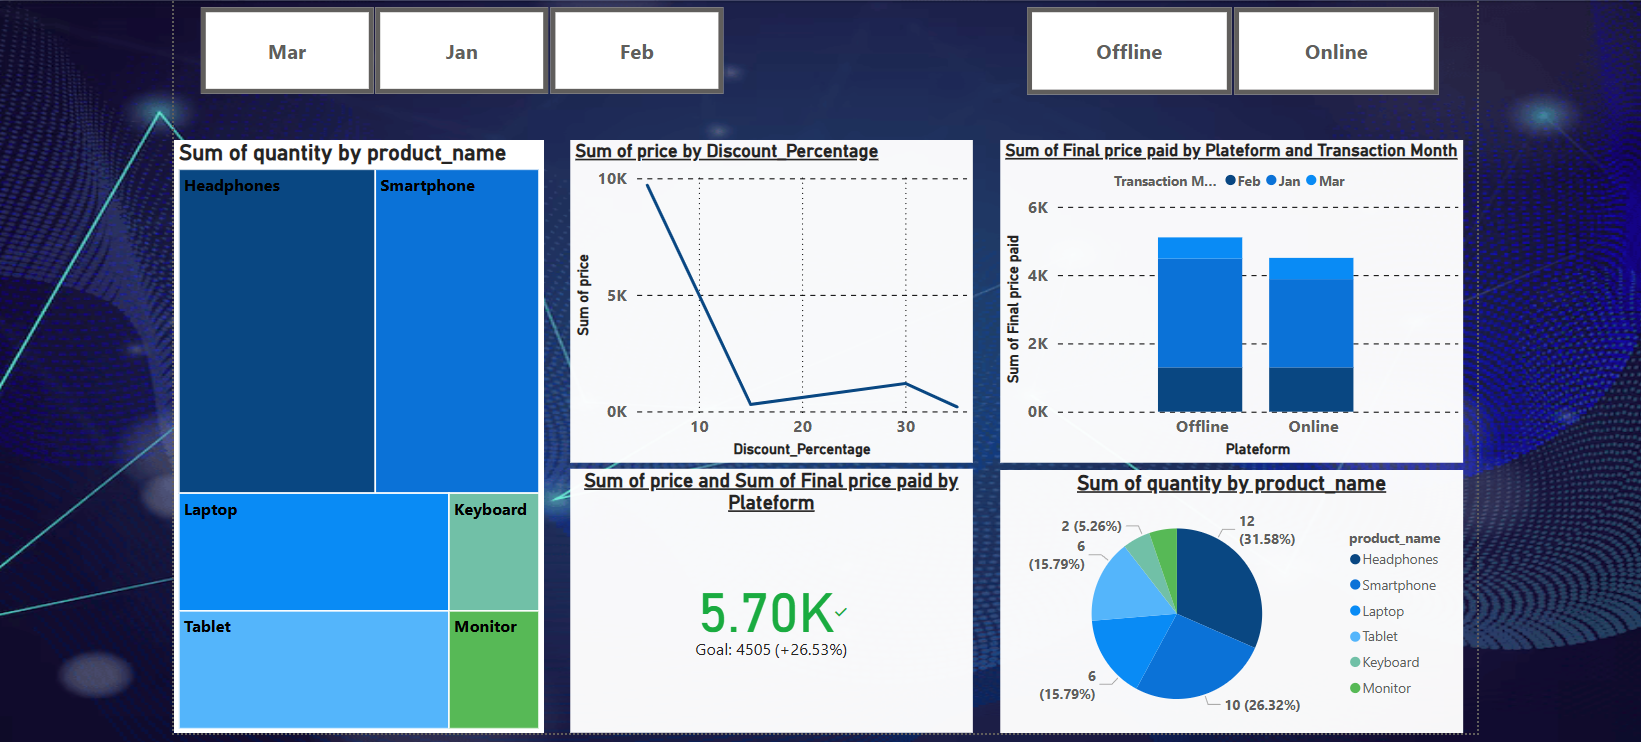 Mar
Jan
Feb
Offline
Online
Sum of quantity by product_name
Headphones
Smartphone
Laptop
Keyboard
Tablet
Monitor
Sum of price by Discount_Percentage
Sum of price
10K
5K
0K
10
20
30
Discount_Percentage
Sum of Final price paid by Plateform and Transaction Month
Transaction M... Feb Jan Mar
Sum of Final price paid
6K
4K
2K
0K
Offline
Online
Plateform
Sum of price and Sum of Final price paid by
Plateform
5.70K
Goal: 4505 (+26.53%)
Sum of quantity by product_name
12
(31.58%)
10 (26.32%)
6
(15.79%)
6
(15.79%)
2 (5.26%)
product_name
Headphones
Smartphone
Laptop
Tablet
Keyboard
Monitor